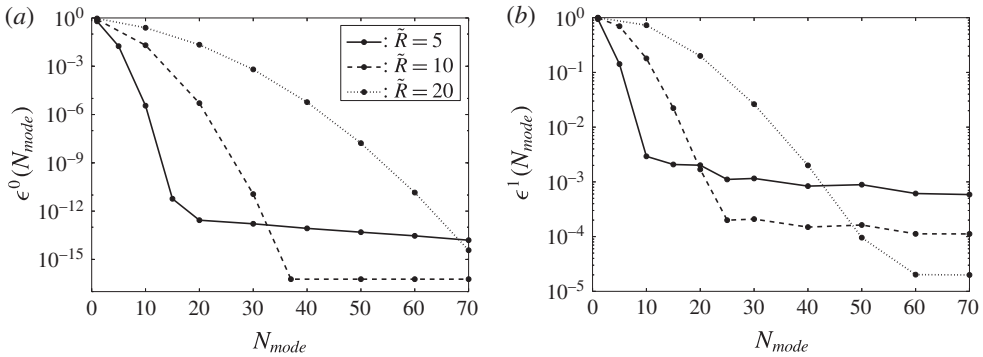 (a)
10^0
10^-3
10^-6
10^-9
10^-12
10^-15
ϵ^0(N_mode)
0 10 20 30 40 50 60 70
N_mode
: R̃ = 5
: R̃ = 10
: R̃ = 20
(b)
10^0
10^-1
10^-2
10^-3
10^-4
10^-5
ϵ^1(N_mode)
0 10 20 30 40 50 60 70
N_mode